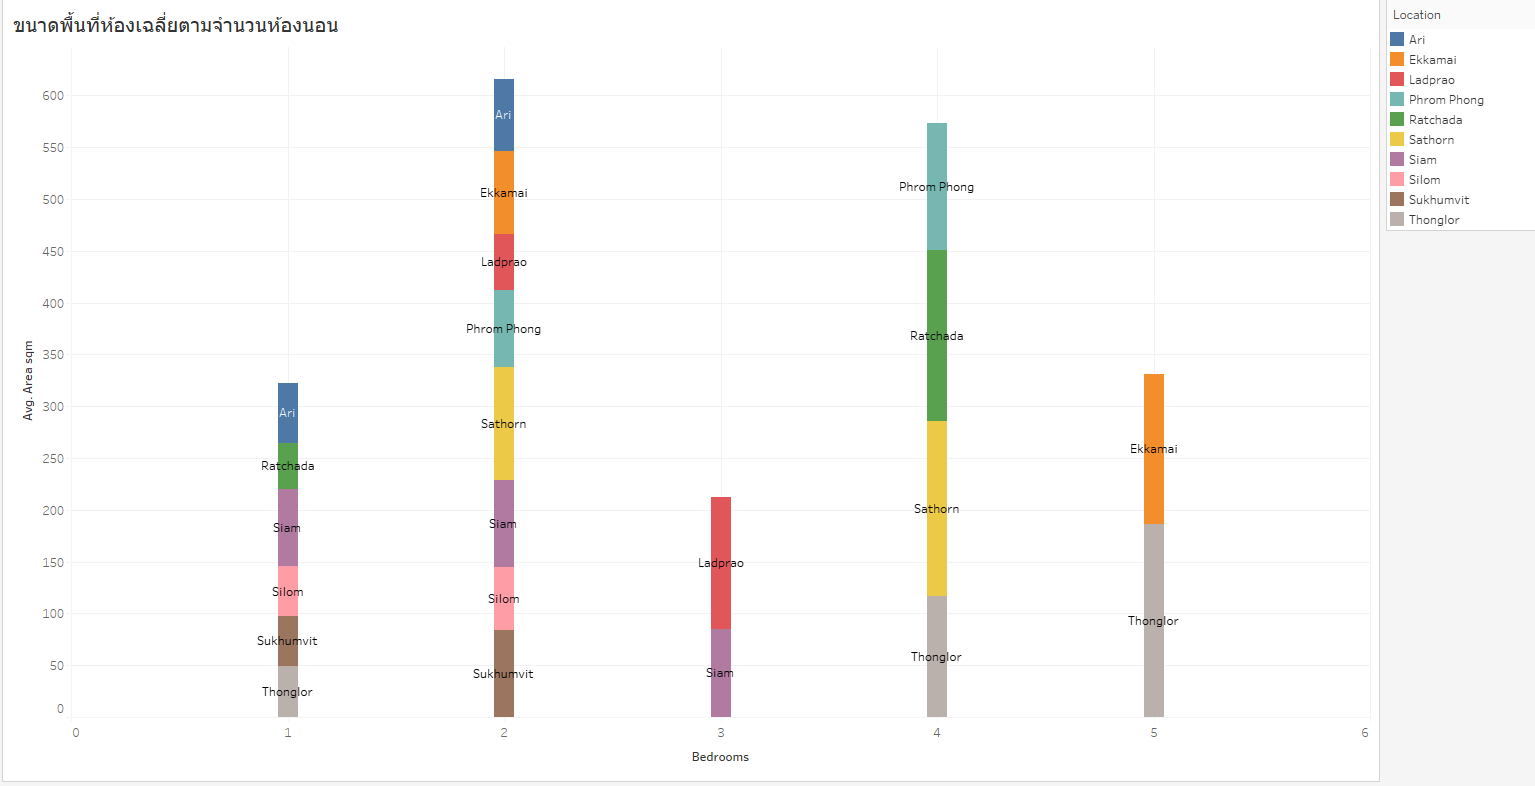 ขนาดพื้นที่ห้องเฉลี่ยตามจำนวนห้องนอน
Avg. Area sqm
600
550
500
450
400
350
300
250
200
150
100
50
0
Ari
Ratchada
Siam
Silom
Sukhumvit
Thonglor
Ari
Ekkamai
Ladprao
Phrom Phong
Sathorn
Siam
Silom
Sukhumvit
Ladprao
Siam
Phrom Phong
Ratchada
Sathorn
Thonglor
Ekkamai
Thonglor
0 1 2 3 4 5 6
Bedrooms
Location
Ari
Ekkamai
Ladprao
Phrom Phong
Ratchada
Sathorn
Siam
Silom
Sukhumvit
Thonglor